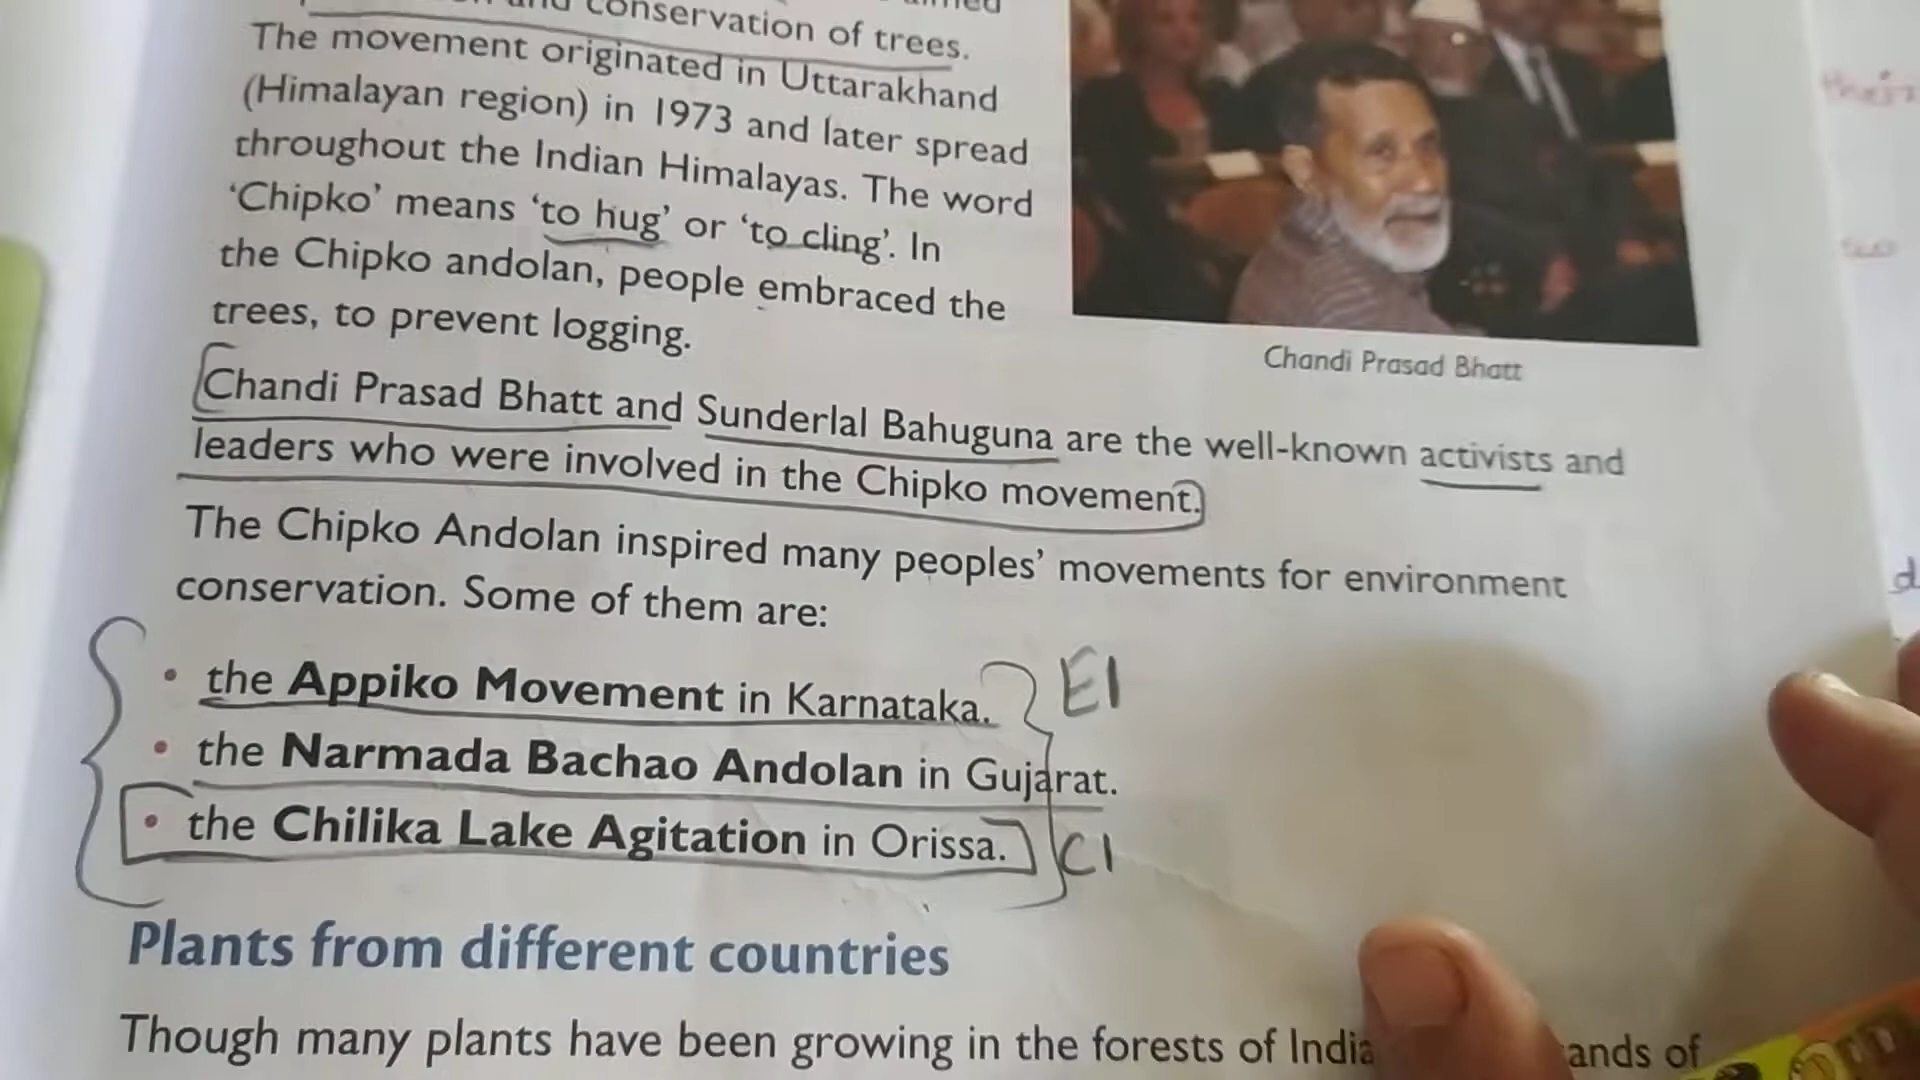 conservation of trees.
The movement originated in Uttarakhand
(Himalayan region) in 1973 and later spread
throughout the Indian Himalayas. The word
‘Chipko’ means ‘to hug’ or ‘to cling’. In
the Chipko andolan, people embraced the
trees, to prevent logging.
Chandi Prasad Bhatt
Chandi Prasad Bhatt and Sunderlal Bahuguna are the well-known activists and
leaders who were involved in the Chipko movement.
The Chipko Andolan inspired many peoples’ movements for environment
conservation. Some of them are:
• the Appiko Movement in Karnataka. E1
• the Narmada Bachao Andolan in Gujarat.
• the Chilika Lake Agitation in Orissa. C1
Plants from different countries
Though many plants have been growing in the forests of India ands of